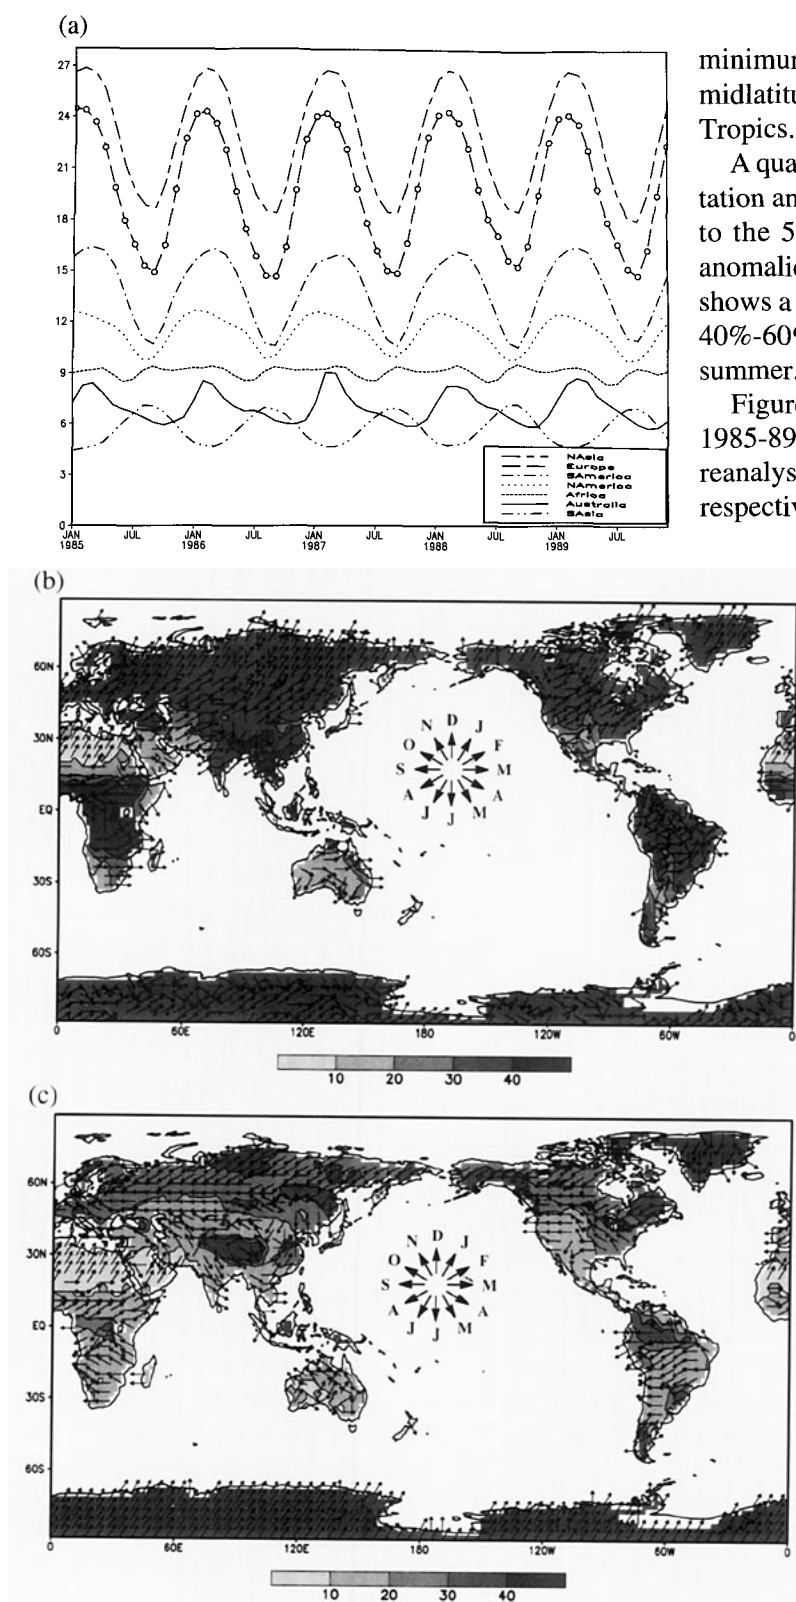 (a)
27
24
21
18
15
12
9
6
3
0
JAN JUL JAN JUL JAN JUL JAN JUL JAN JUL
1985 1986 1987 1988 1989
NAsia
Europe
SAmerica
NAmerica
Africa
Australia
SAsia
minimum
midlatitu
Tropics.
A qua
tation an
to the 5
anomalie
shows a
40%-60%
summer.
Figure
1985-89
reanalys
respectiv
(b)
60N
30N
EQ
30S
60S
0 60E 120E 180 120W 60W 0
D
N J
O F
S M
A A
J M
J
10 20 30 40
(c)
60N
30N
EQ
30S
60S
0 60E 120E 180 120W 60W 0
D
N J
O F
S M
A A
J M
J
10 20 30 40